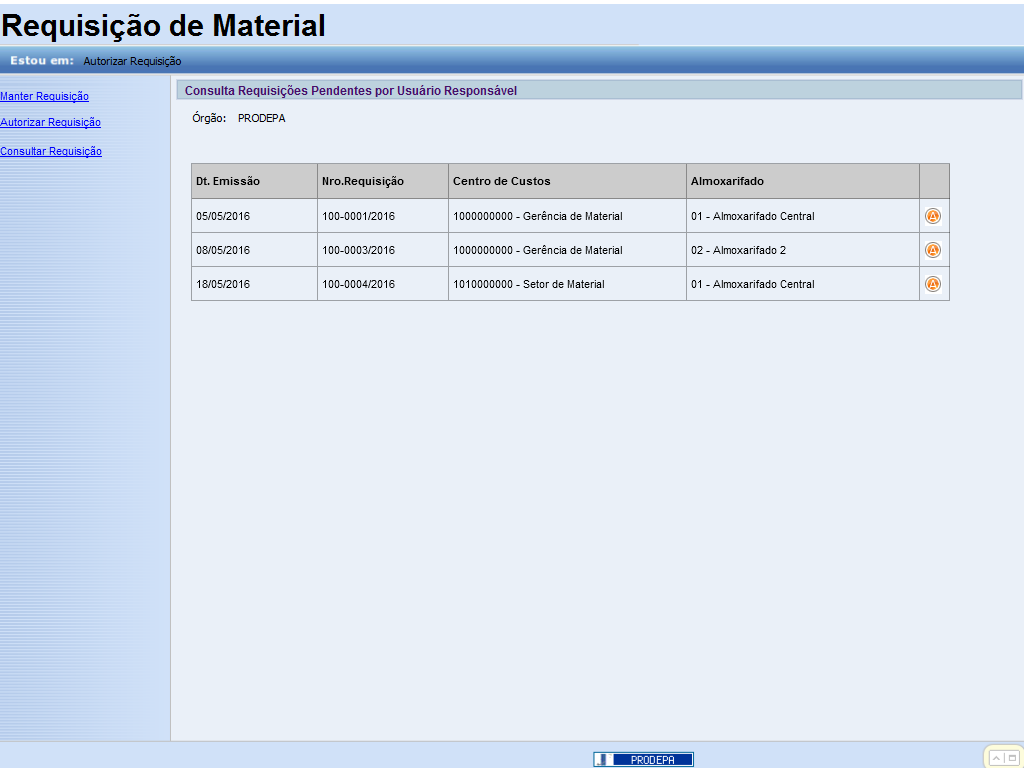 Requisição de Material
Estou em: Autorizar Requisição
Manter Requisição
Autorizar Requisição
Consultar Requisição
Consulta Requisições Pendentes por Usuário Responsável
Órgão: PRODEPA
Dt. Emissão Nro.Requisição Centro de Custos Almoxarifado
05/05/2016 100-0001/2016 1000000000 - Gerência de Material 01 - Almoxarifado Central A
08/05/2016 100-0003/2016 1000000000 - Gerência de Material 02 - Almoxarifado 2 A
18/05/2016 100-0004/2016 1010000000 - Setor de Material 01 - Almoxarifado Central A
PRODEPA